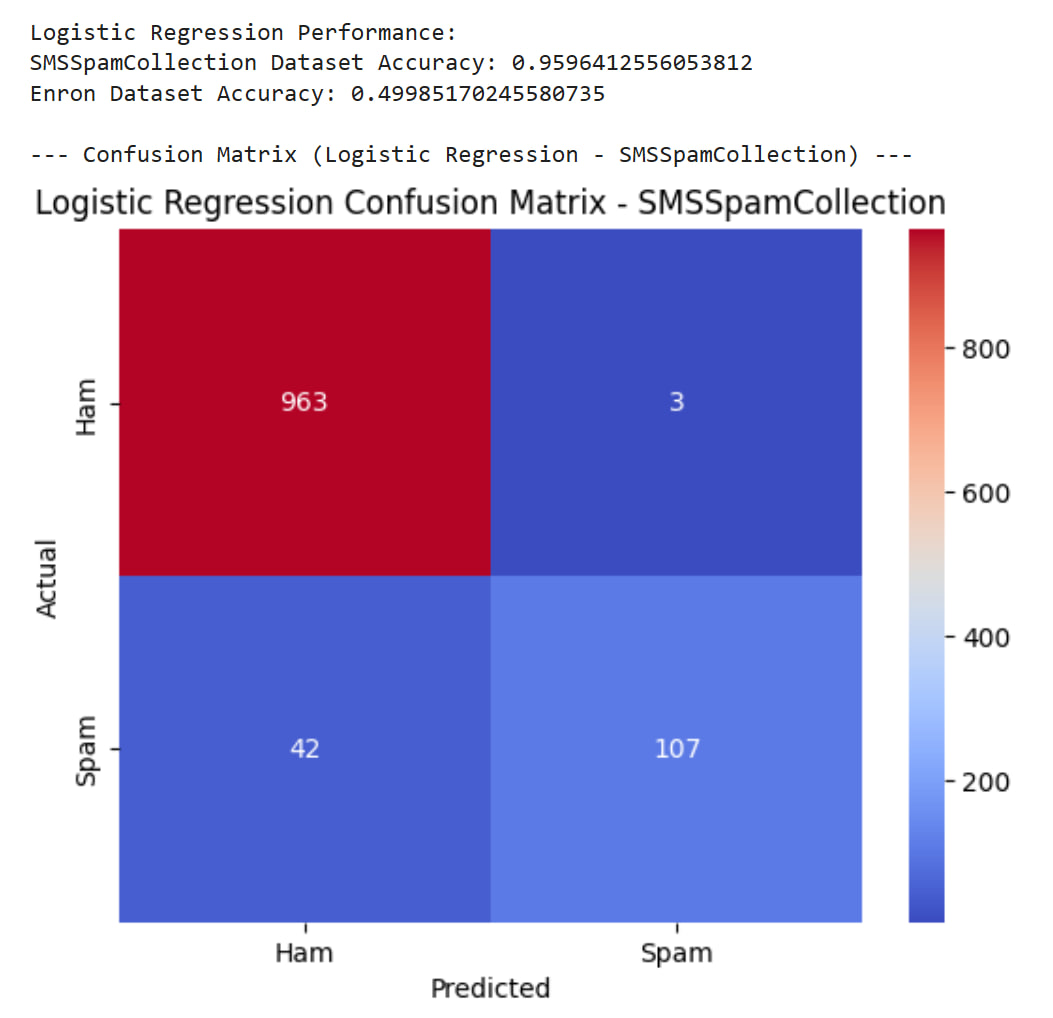 Logistic Regression Performance:
SMSSpamCollection Dataset Accuracy: 0.9596412556053812
Enron Dataset Accuracy: 0.49985170245580735
--- Confusion Matrix (Logistic Regression - SMSSpamCollection) ---
Logistic Regression Confusion Matrix - SMSSpamCollection
Actual
Ham
963
3
Spam
42
107
Ham
Spam
Predicted
800
600
400
200